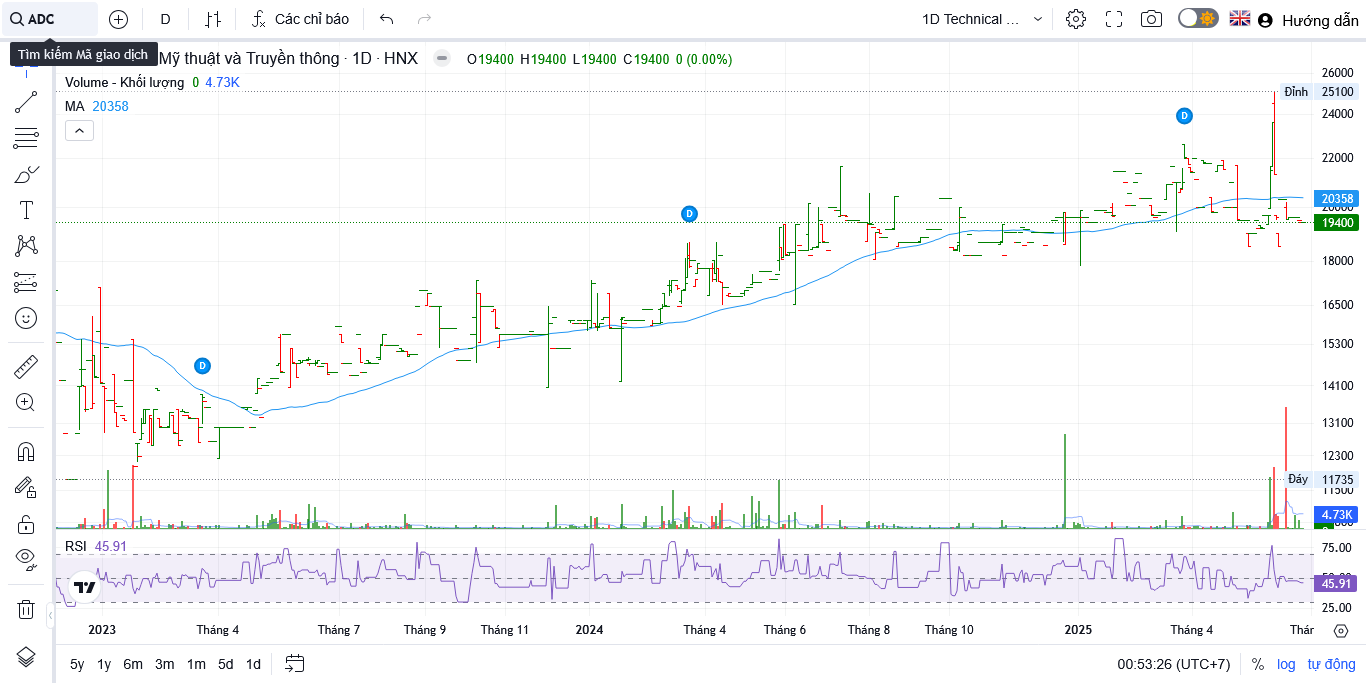 ADC
D
Các chỉ báo
1D Technical ...
Hướng dẫn
Tìm kiếm Mã giao dịch
Mỹ thuật và Truyền thông · 1D · HNX
O19400 H19400 L19400 C19400 0 (0.00%)
Volume - Khối lượng 0 4.73K
MA 20358
26000
Đỉnh 25100
24000
22000
20358
20000
19400
18000
16500
15300
14100
13100
12300
Đáy 11735
11500
4.73K
D
D
D
RSI 45.91
75.00
45.91
25.00
2023
Tháng 4
Tháng 7
Tháng 9
Tháng 11
2024
Tháng 4
Tháng 6
Tháng 8
Tháng 10
2025
Tháng 4
Thár
5y 1y 6m 3m 1m 5d 1d
00:53:26 (UTC+7)
% log tự động